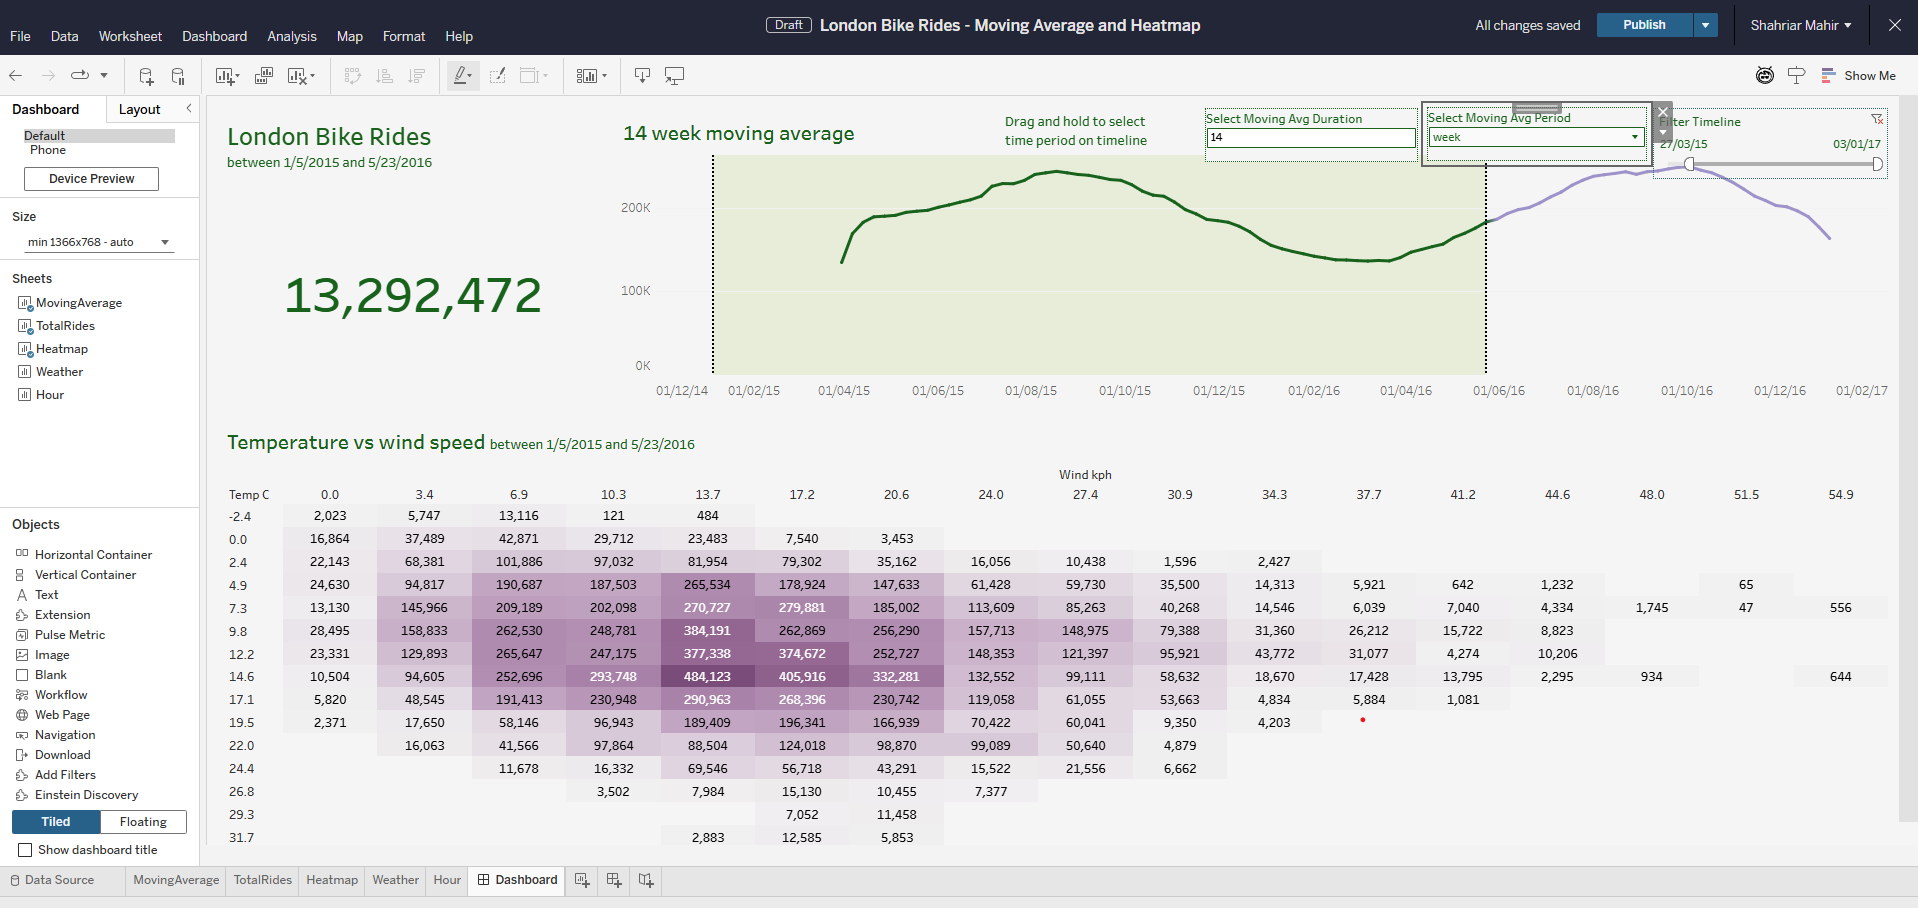 Draft London Bike Rides - Moving Average and Heatmap
All changes saved Publish Shahriar Mahir
File Data Worksheet Dashboard Analysis Map Format Help
Show Me
Dashboard Layout
Default
Phone
Device Preview
Size
min 1366x768 - auto
Sheets
MovingAverage
TotalRides
Heatmap
Weather
Hour
Objects
Horizontal Container
Vertical Container
Text
Extension
Pulse Metric
Image
Blank
Workflow
Web Page
Navigation
Download
Add Filters
Einstein Discovery
Tiled Floating
Show dashboard title
London Bike Rides
between 1/5/2015 and 5/23/2016
13,292,472
14 week moving average
Drag and hold to select
time period on timeline
Select Moving Avg Duration
14
Select Moving Avg Period
week
Filter Timeline
27/03/15 03/01/17
200K
100K
0K
01/12/14 01/02/15 01/04/15 01/06/15 01/08/15 01/10/15 01/12/15 01/02/16 01/04/16 01/06/16 01/08/16 01/10/16 01/12/16 01/02/17
Temperature vs wind speed between 1/5/2015 and 5/23/2016
Wind kph
Temp C 0.0 3.4 6.9 10.3 13.7 17.2 20.6 24.0 27.4 30.9 34.3 37.7 41.2 44.6 48.0 51.5 54.9
-2.4 2,023 5,747 13,116 121 484
0.0 16,864 37,489 42,871 29,712 23,483 7,540 3,453
2.4 22,143 68,381 101,886 97,032 81,954 79,302 35,162 16,056 10,438 1,596 2,427
4.9 24,630 94,817 190,687 187,503 265,534 178,924 147,633 61,428 59,730 35,500 14,313 5,921 642 1,232 65
7.3 13,130 145,966 209,189 202,098 270,727 279,881 185,002 113,609 85,263 40,268 14,546 6,039 7,040 4,334 1,745 47 556
9.8 28,495 158,833 262,530 248,781 384,191 262,869 256,290 157,713 148,975 79,388 31,360 26,212 15,722 8,823
12.2 23,331 129,893 265,647 247,175 377,338 374,672 252,727 148,353 121,397 95,921 43,772 31,077 4,274 10,206
14.6 10,504 94,605 252,696 293,748 484,123 405,916 332,281 132,552 99,111 58,632 18,670 17,428 13,795 2,295 934 644
17.1 5,820 48,545 191,413 230,948 290,963 268,396 230,742 119,058 61,055 53,663 4,834 5,884 1,081
19.5 2,371 17,650 58,146 96,943 189,409 196,341 166,939 70,422 60,041 9,350 4,203
22.0 16,063 41,566 97,864 88,504 124,018 98,870 99,089 50,640 4,879
24.4 11,678 16,332 69,546 56,718 43,291 15,522 21,556 6,662
26.8 3,502 7,984 15,130 10,455 7,377
29.3 7,052 11,458
31.7 2,883 12,585 5,853
Data Source MovingAverage TotalRides Heatmap Weather Hour Dashboard